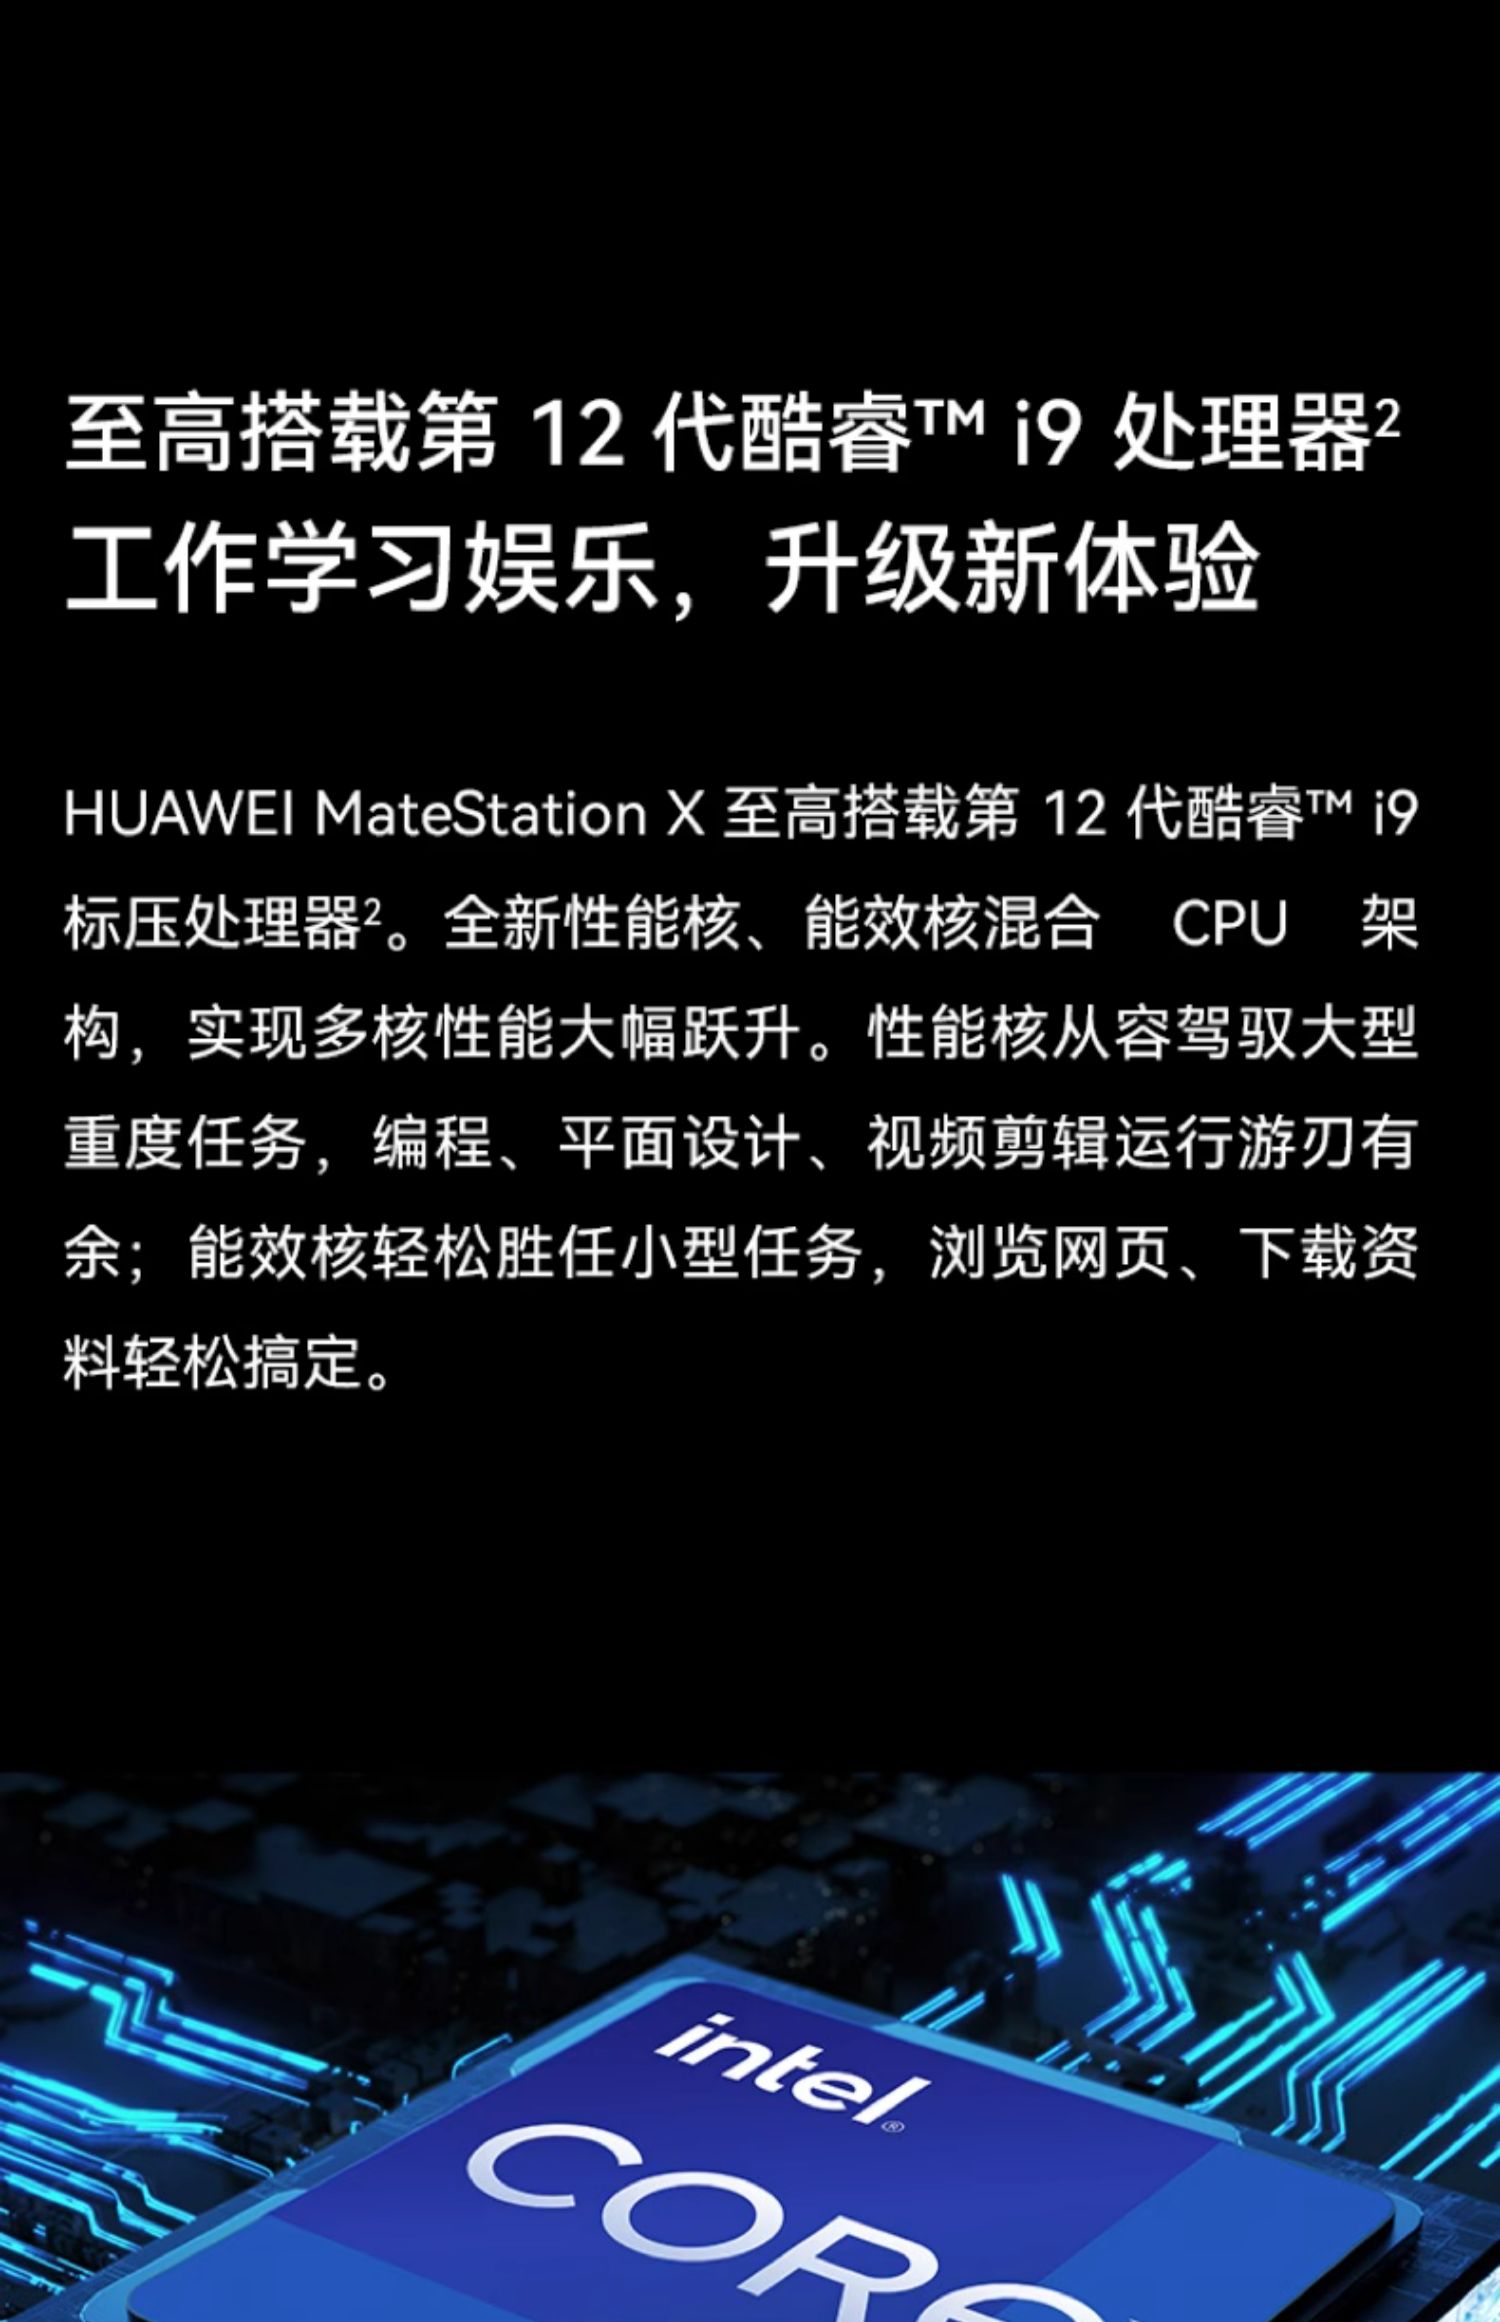 至高搭载第 12 代酷睿™ i9 处理器²
工作学习娱乐，升级新体验
HUAWEI MateStation X 至高搭载第 12 代酷睿™ i9
标压处理器²。全新性能核、能效核混合 CPU 架
构，实现多核性能大幅跃升。性能核从容驾驭大型
重度任务，编程、平面设计、视频剪辑运行游刃有
余；能效核轻松胜任小型任务，浏览网页、下载资
料轻松搞定。
intel®
CORe